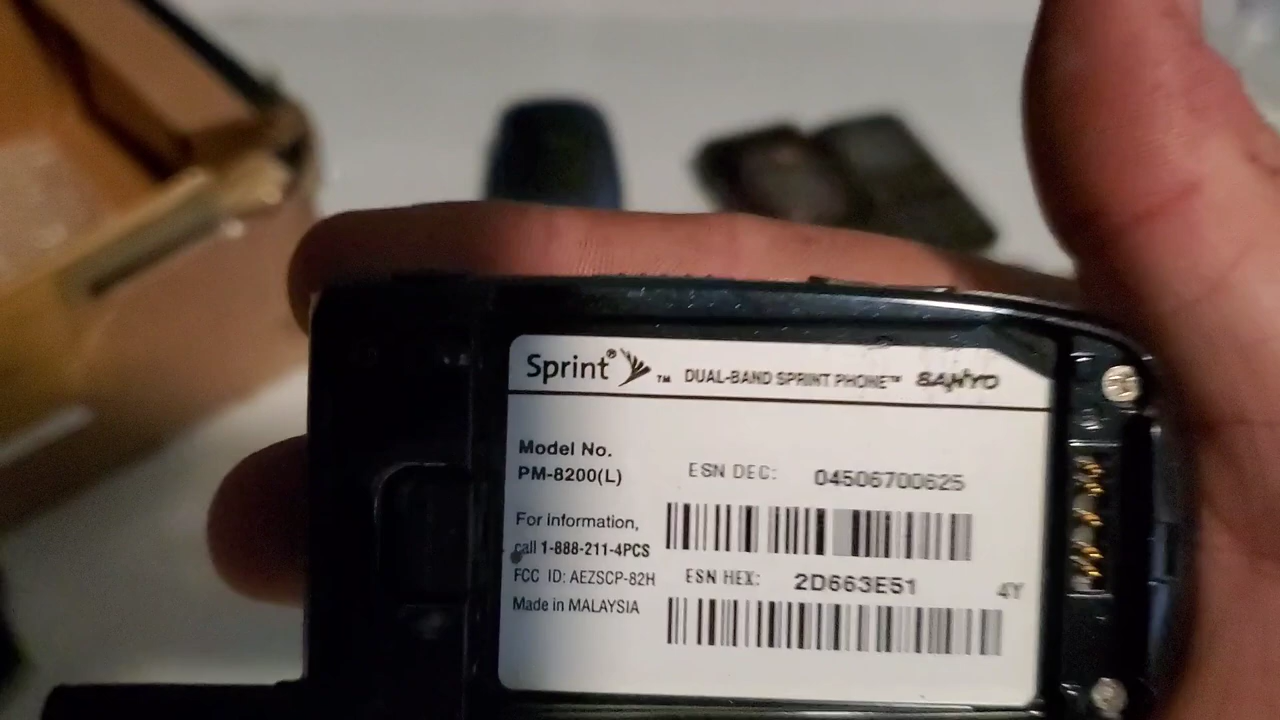 Sprint® ™ DUAL-BAND SPRINT PHONE™ SANYO
Model No.
PM-8200(L)
ESN DEC: 04506700625
For information,
call 1-888-211-4PCS
FCC ID: AEZSCP-82H
ESN HEX: 2D663E51
4Y
Made in MALAYSIA